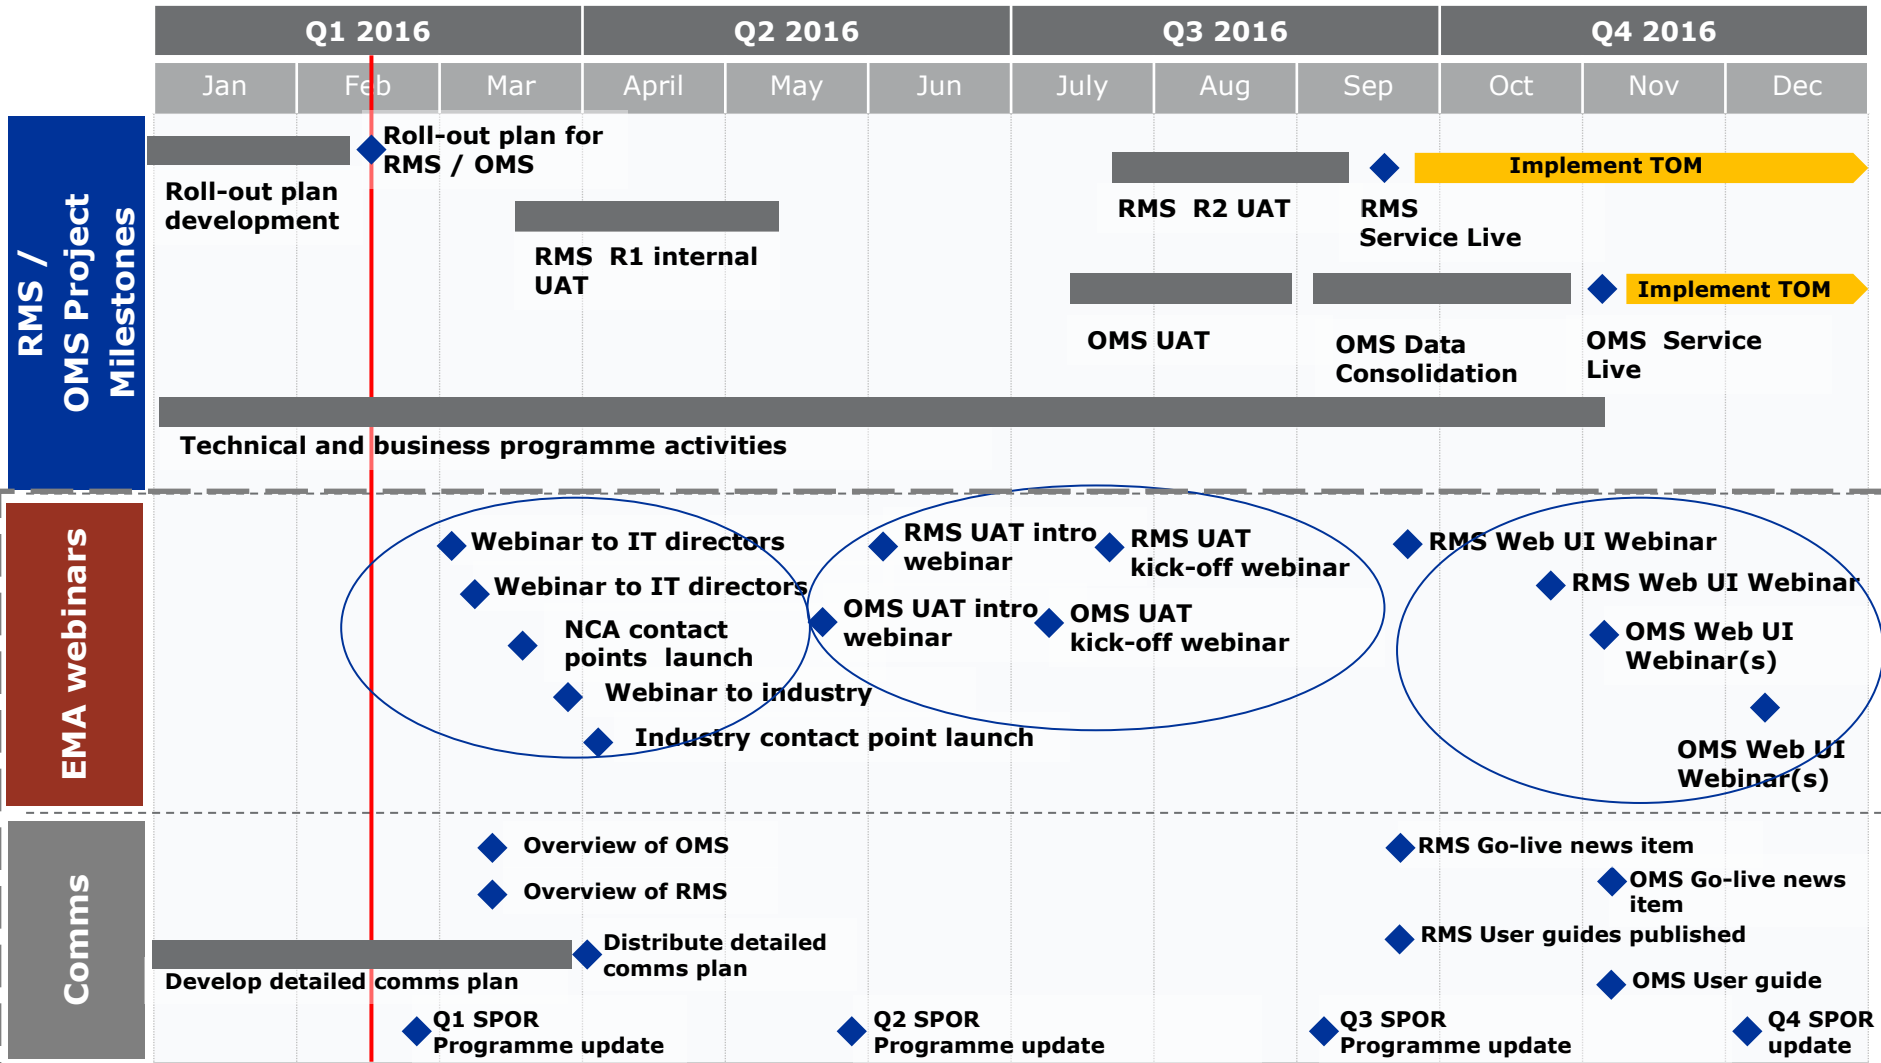 Q1 2016
Q2 2016
Q3 2016
Q4 2016
Jan
Feb
Mar
April
May
Jun
July
Aug
Sep
Oct
Nov
Dec
RMS /
OMS Project
Milestones
Roll-out plan
development
Roll-out plan for
RMS / OMS
RMS R1 internal
UAT
RMS R2 UAT
RMS
Service Live
Implement TOM
OMS UAT
OMS Data
Consolidation
OMS Service
Live
Implement TOM
Technical and business programme activities
EMA webinars
Webinar to IT directors
Webinar to IT directors
NCA contact
points launch
Webinar to industry
Industry contact point launch
RMS UAT intro
webinar
OMS UAT intro
webinar
RMS UAT
kick-off webinar
OMS UAT
kick-off webinar
RMS Web UI Webinar
RMS Web UI Webinar
OMS Web UI
Webinar(s)
OMS Web UI
Webinar(s)
Comms
Overview of OMS
Overview of RMS
Develop detailed comms plan
Distribute detailed
comms plan
RMS Go-live news item
OMS Go-live news
item
RMS User guides published
OMS User guide
Q1 SPOR
Programme update
Q2 SPOR
Programme update
Q3 SPOR
Programme update
Q4 SPOR
update